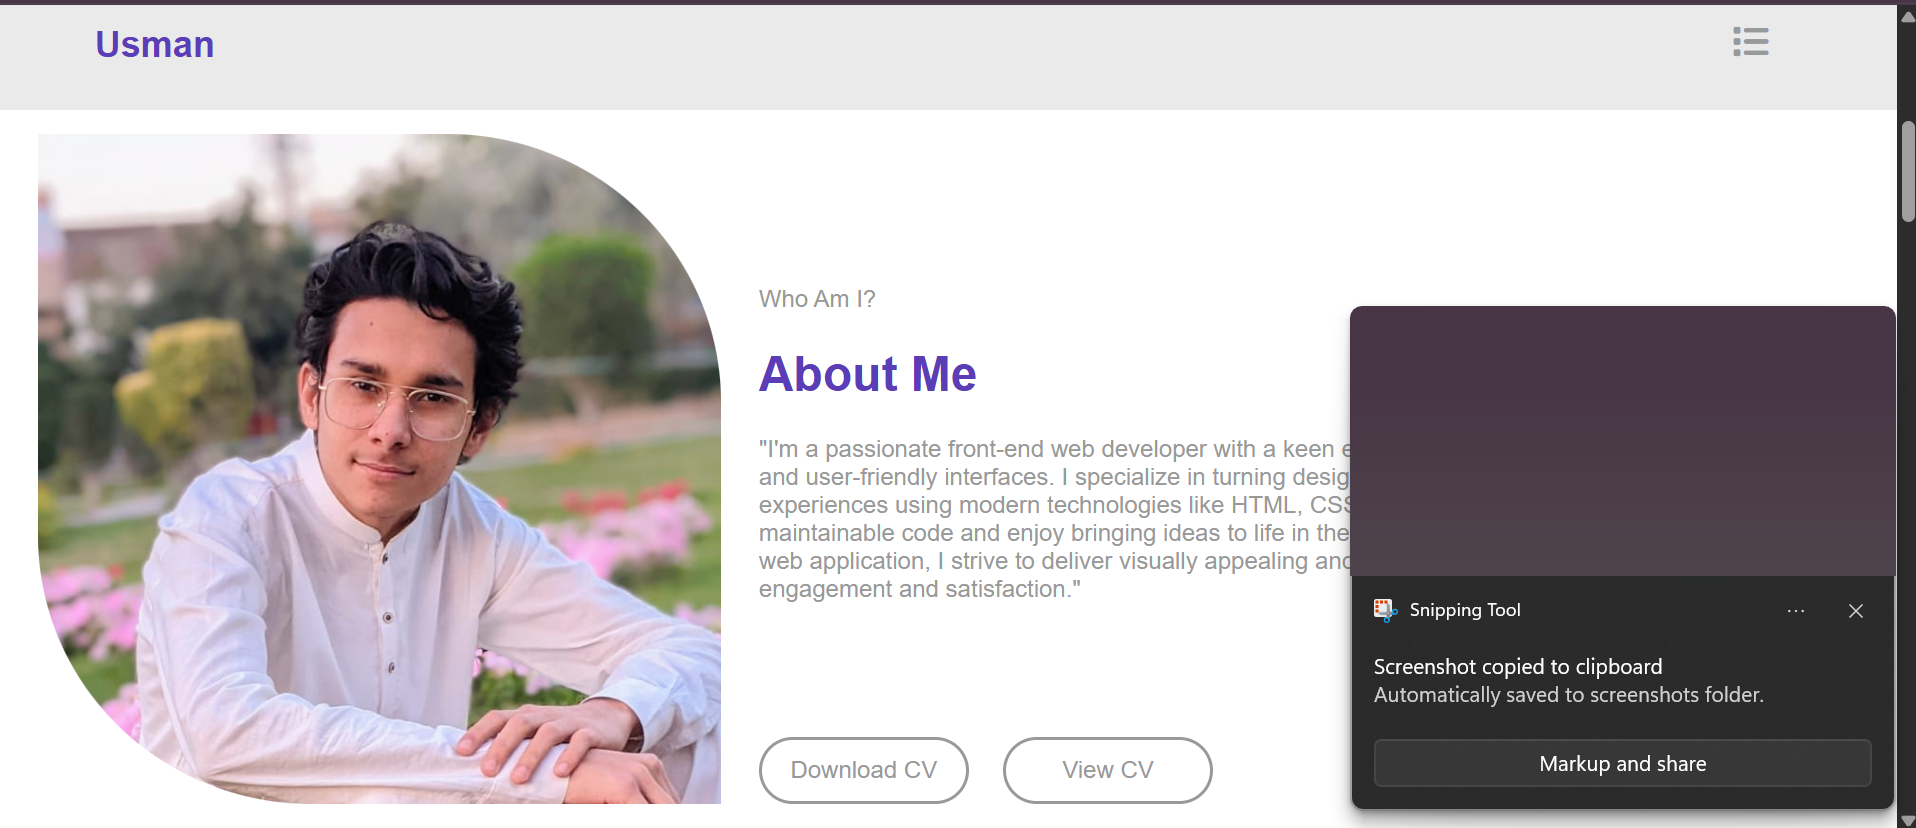 Usman
Who Am I?
About Me
"I'm a passionate front-end web developer with a keen
and user-friendly interfaces. I specialize in turning
experiences using modern technologies like HTML,
maintainable code and enjoy bringing ideas to life in the
web application, I strive to deliver visually appealing
engagement and satisfaction."
Download CV
View CV
Snipping Tool
Screenshot copied to clipboard
Automatically saved to screenshots folder.
Markup and share